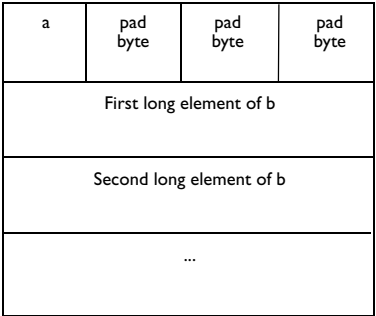 a
pad
byte
pad
byte
pad
byte
First long element of b
Second long element of b
...